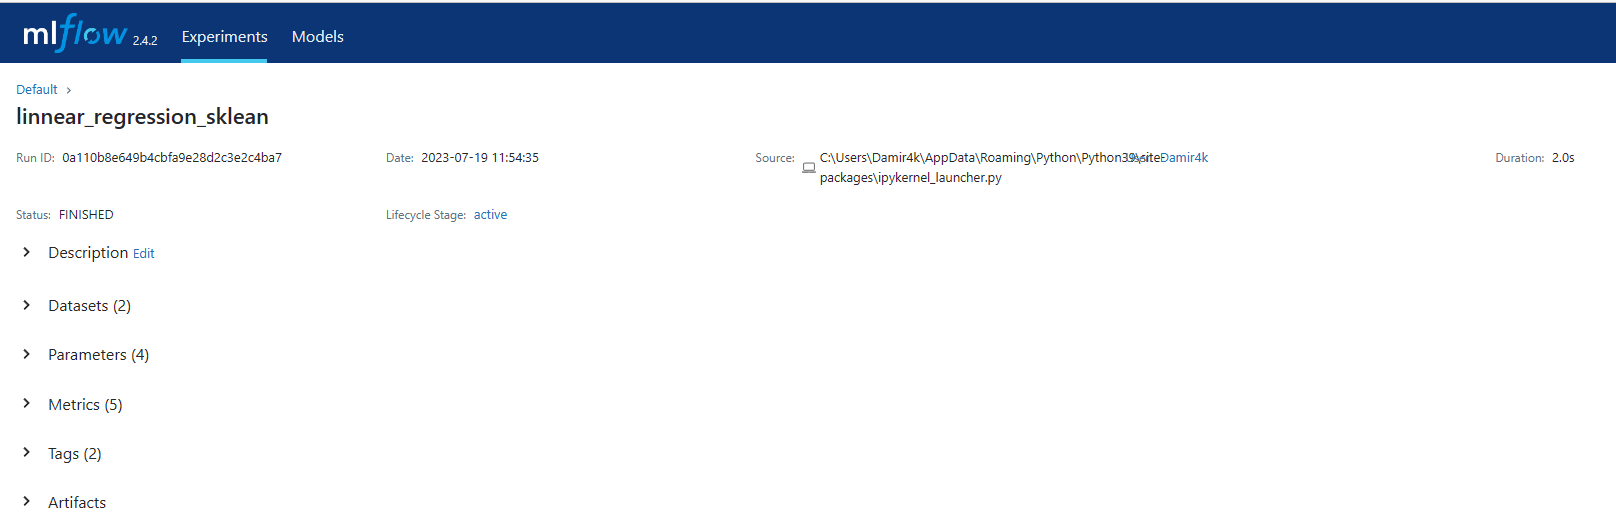 mlflow 2.4.2 Experiments Models
Default ›
linnear_regression_sklean
Run ID: 0a110b8e649b4cbfa9e28d2c3e2c4ba7 Date: 2023-07-19 11:54:35 Source: C:\Users\Damir4k\AppData\Roaming\Python\Python39\site- Damir4k Duration: 2.0s
packages\ipykernel_launcher.py
Status: FINISHED Lifecycle Stage: active
Description Edit
Datasets (2)
Parameters (4)
Metrics (5)
Tags (2)
Artifacts